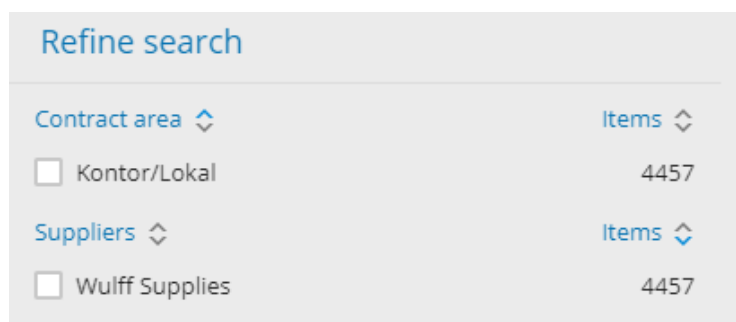 Refine search
Contract area Items
Kontor/Lokal 4457
Suppliers Items
Wulff Supplies 4457